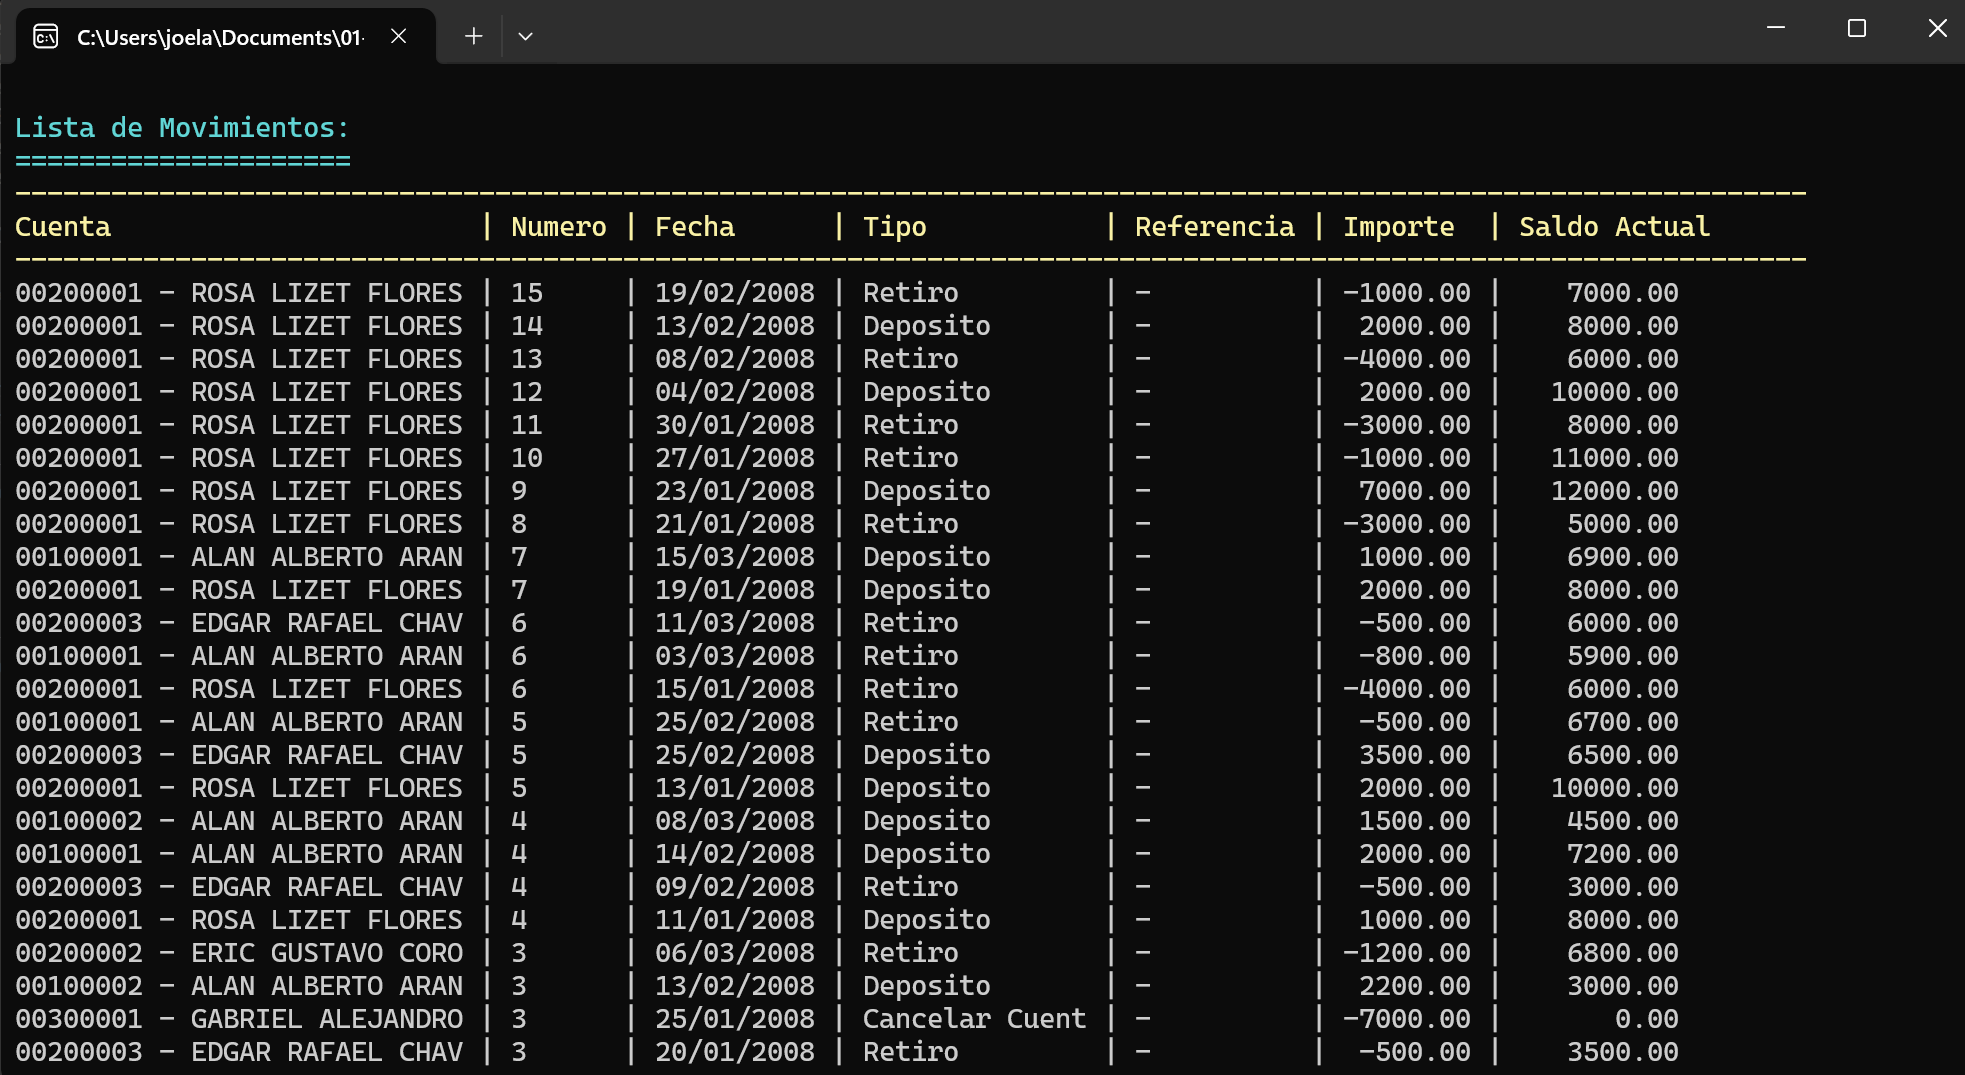 C:\Users\joela\Documents\01
Lista de Movimientos:
=====================
----------------------------------------------------------------------------------------------------------------
Cuenta                       | Numero | Fecha      | Tipo           | Referencia | Importe  | Saldo Actual
----------------------------------------------------------------------------------------------------------------
00200001 - ROSA LIZET FLORES | 15     | 19/02/2008 | Retiro         | -          | -1000.00 |    7000.00
00200001 - ROSA LIZET FLORES | 14     | 13/02/2008 | Deposito       | -          |  2000.00 |    8000.00
00200001 - ROSA LIZET FLORES | 13     | 08/02/2008 | Retiro         | -          | -4000.00 |    6000.00
00200001 - ROSA LIZET FLORES | 12     | 04/02/2008 | Deposito       | -          |  2000.00 |   10000.00
00200001 - ROSA LIZET FLORES | 11     | 30/01/2008 | Retiro         | -          | -3000.00 |    8000.00
00200001 - ROSA LIZET FLORES | 10     | 27/01/2008 | Retiro         | -          | -1000.00 |   11000.00
00200001 - ROSA LIZET FLORES | 9      | 23/01/2008 | Deposito       | -          |  7000.00 |   12000.00
00200001 - ROSA LIZET FLORES | 8      | 21/01/2008 | Retiro         | -          | -3000.00 |    5000.00
00100001 - ALAN ALBERTO ARAN | 7      | 15/03/2008 | Deposito       | -          |  1000.00 |    6900.00
00200001 - ROSA LIZET FLORES | 7      | 19/01/2008 | Deposito       | -          |  2000.00 |    8000.00
00200003 - EDGAR RAFAEL CHAV | 6      | 11/03/2008 | Retiro         | -          |  -500.00 |    6000.00
00100001 - ALAN ALBERTO ARAN | 6      | 03/03/2008 | Retiro         | -          |  -800.00 |    5900.00
00200001 - ROSA LIZET FLORES | 6      | 15/01/2008 | Retiro         | -          | -4000.00 |    6000.00
00100001 - ALAN ALBERTO ARAN | 5      | 25/02/2008 | Retiro         | -          |  -500.00 |    6700.00
00200003 - EDGAR RAFAEL CHAV | 5      | 25/02/2008 | Deposito       | -          |  3500.00 |    6500.00
00200001 - ROSA LIZET FLORES | 5      | 13/01/2008 | Deposito       | -          |  2000.00 |   10000.00
00100002 - ALAN ALBERTO ARAN | 4      | 08/03/2008 | Deposito       | -          |  1500.00 |    4500.00
00100001 - ALAN ALBERTO ARAN | 4      | 14/02/2008 | Deposito       | -          |  2000.00 |    7200.00
00200003 - EDGAR RAFAEL CHAV | 4      | 09/02/2008 | Retiro         | -          |  -500.00 |    3000.00
00200001 - ROSA LIZET FLORES | 4      | 11/01/2008 | Deposito       | -          |  1000.00 |    8000.00
00200002 - ERIC GUSTAVO CORO | 3      | 06/03/2008 | Retiro         | -          | -1200.00 |    6800.00
00100002 - ALAN ALBERTO ARAN | 3      | 13/02/2008 | Deposito       | -          |  2200.00 |    3000.00
00300001 - GABRIEL ALEJANDRO | 3      | 25/01/2008 | Cancelar Cuent | -          | -7000.00 |       0.00
00200003 - EDGAR RAFAEL CHAV | 3      | 20/01/2008 | Retiro         | -          |  -500.00 |    3500.00